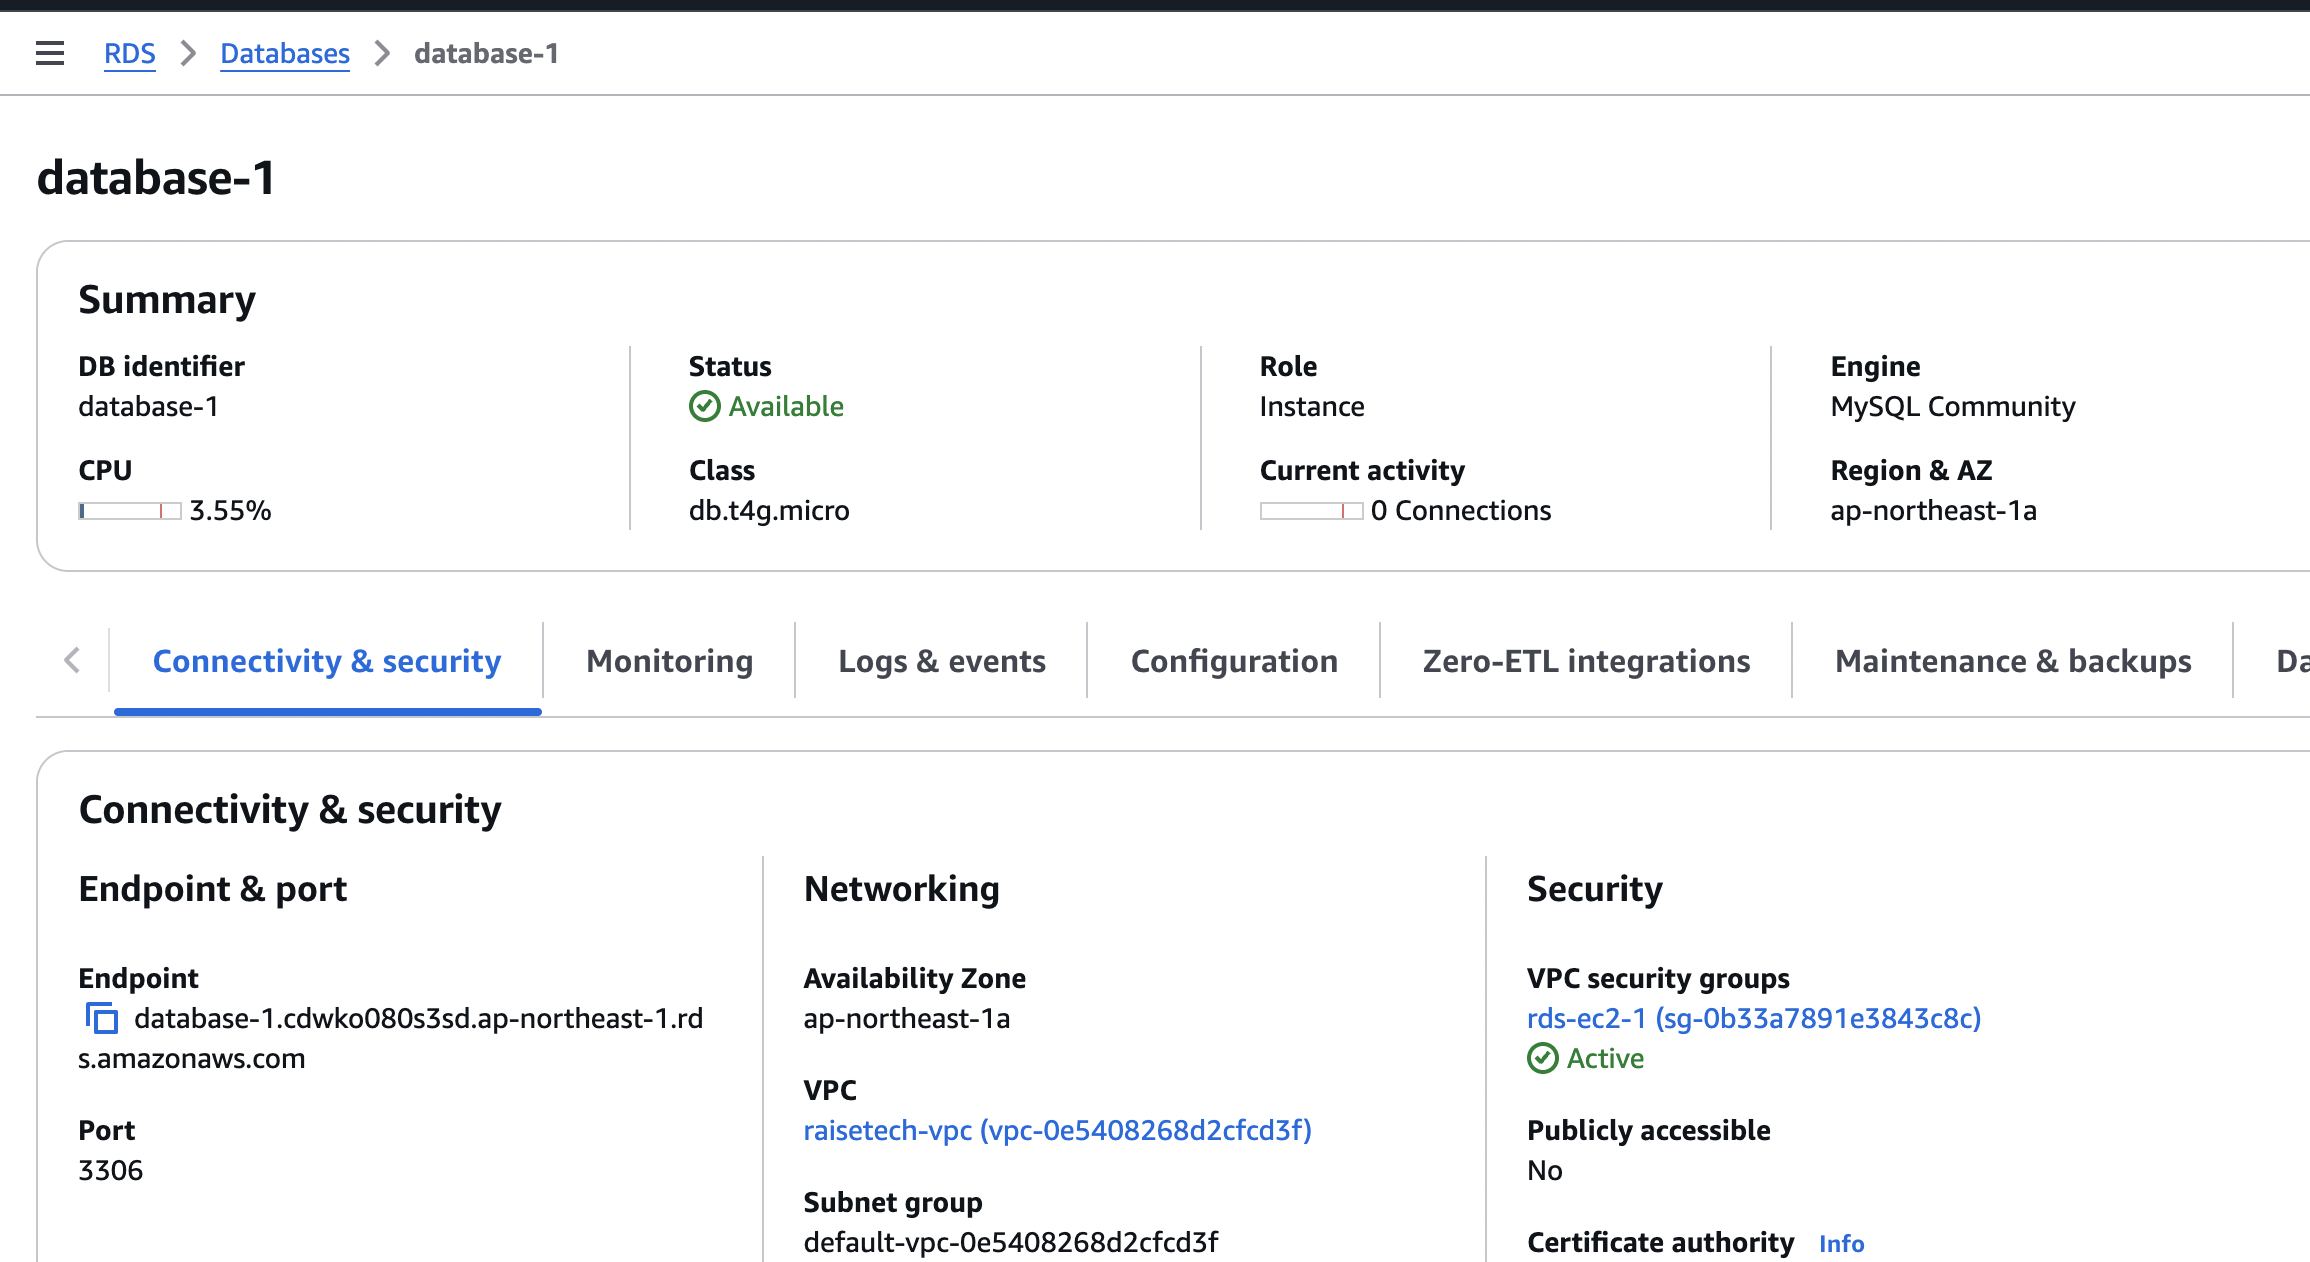 RDS > Databases > database-1
database-1
Summary
DB identifier
database-1
Status
Available
Role
Instance
Engine
MySQL Community
CPU
3.55%
Class
db.t4g.micro
Current activity
0 Connections
Region & AZ
ap-northeast-1a
Connectivity & security
Monitoring
Logs & events
Configuration
Zero-ETL integrations
Maintenance & backups
Connectivity & security
Endpoint & port
Endpoint
database-1.cdwko080s3sd.ap-northeast-1.rd
s.amazonaws.com
Port
3306
Networking
Availability Zone
ap-northeast-1a
VPC
raisetech-vpc (vpc-0e5408268d2cfcd3f)
Subnet group
default-vpc-0e5408268d2cfcd3f
Security
VPC security groups
rds-ec2-1 (sg-0b33a7891e3843c8c)
Active
Publicly accessible
No
Certificate authority Info